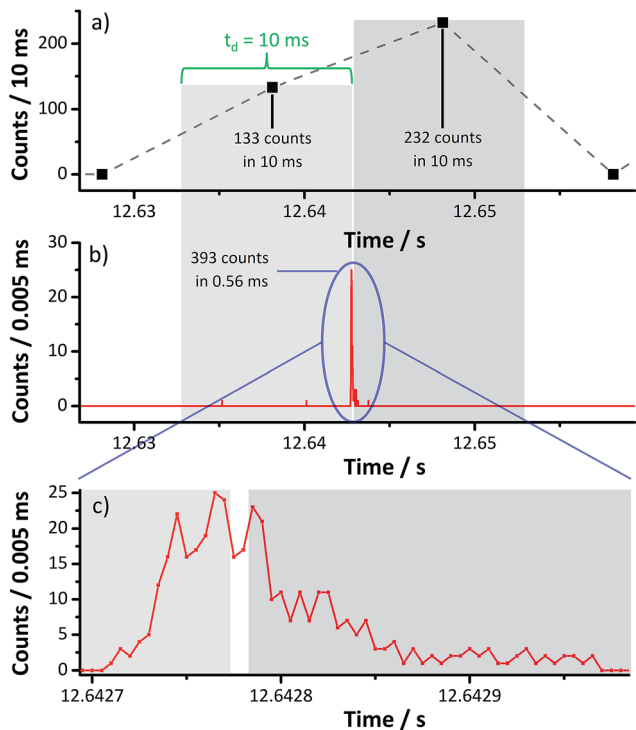 a)
t_d = 10 ms
Counts / 10 ms
200
100
0
133 counts
in 10 ms
232 counts
in 10 ms
12.63 12.64 12.65
Time / s
b)
Counts / 0.005 ms
30
20
10
0
393 counts
in 0.56 ms
12.63 12.64 12.65
Time / s
c)
Counts / 0.005 ms
25
20
15
10
5
0
12.6427 12.6428 12.6429
Time / s